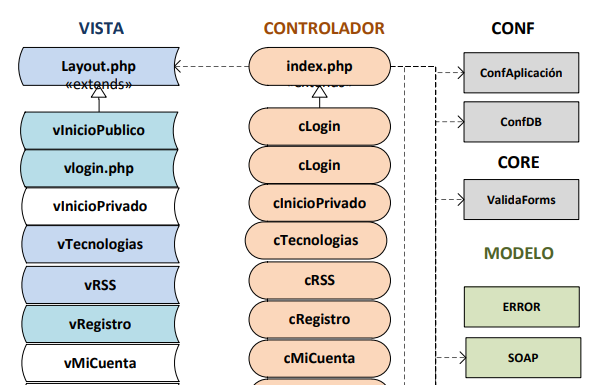 VISTA
CONTROLADOR
CONF
Layout.php
«extends»
index.php
ConfAplicación
ConfDB
CORE
ValidaForms
MODELO
ERROR
SOAP
vInicioPublico
vlogin.php
vInicioPrivado
vTecnologias
vRSS
vRegistro
vMiCuenta
cLogin
cLogin
cInicioPrivado
cTecnologias
cRSS
cRegistro
cMiCuenta